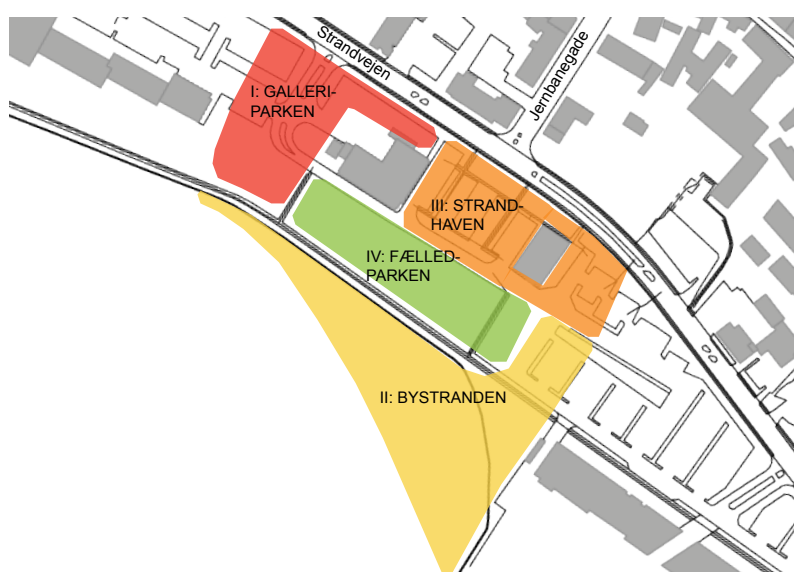 Strandvejen
Jernbanegade
I: GALLERI-
PARKEN
III: STRAND-
HAVEN
IV: FÆLLED-
PARKEN
II: BYSTRANDEN